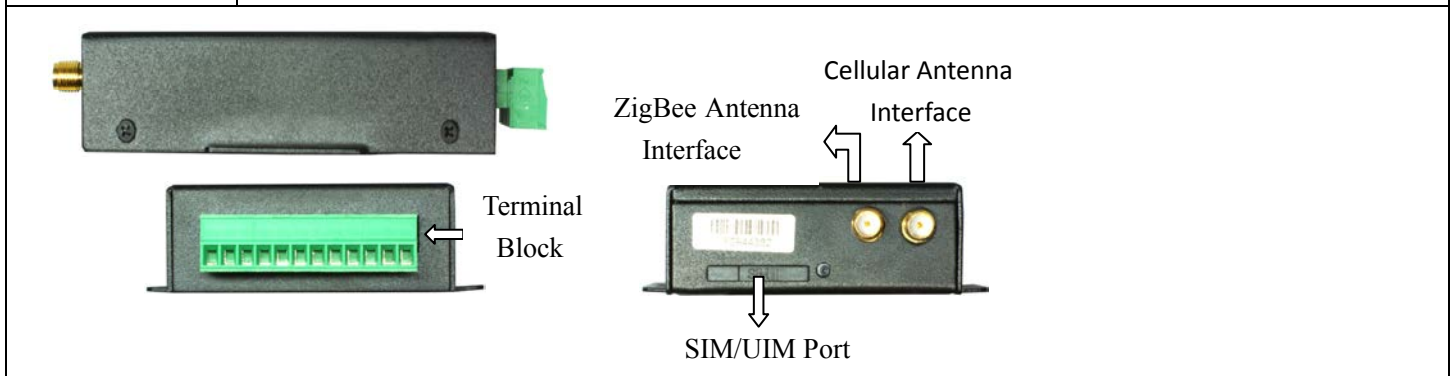 Cellular Antenna
Interface
ZigBee Antenna
Interface
Terminal
Block
SIM/UIM Port